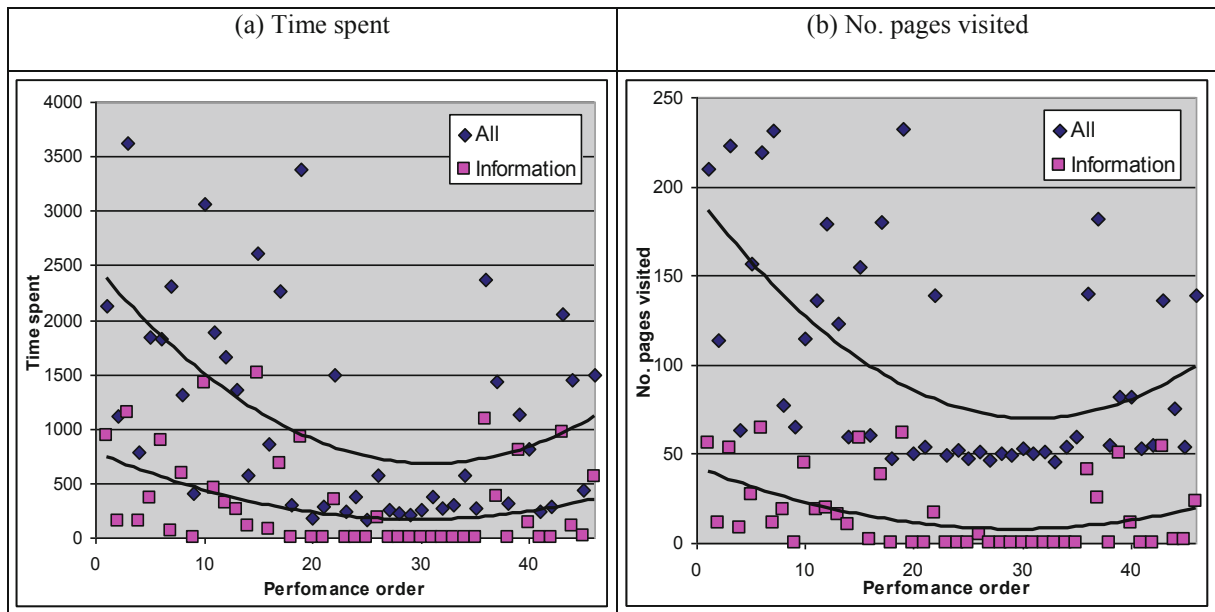 (a) Time spent
(b) No. pages visited
4000
3500
3000
2500
2000
1500
1000
500
0
Time spent
All
Information
0
10
20
30
40
Perfomance order
250
200
150
100
50
0
No. pages visited
All
Information
0
10
20
30
40
Perfomance order